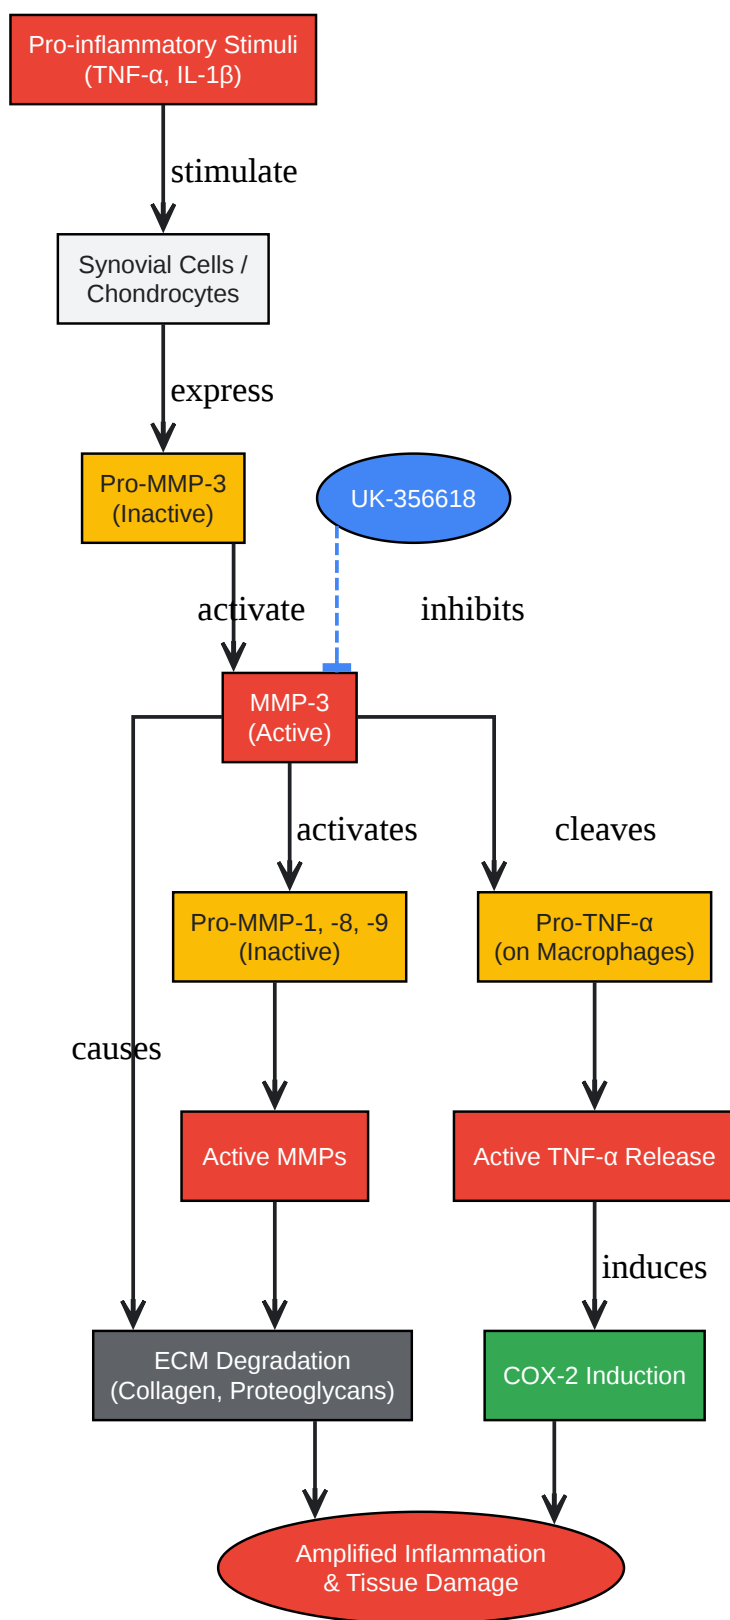 Pro-inflammatory Stimuli
(TNF-α, IL-1β)
stimulate
Synovial Cells /
Chondrocytes
express
Pro-MMP-3
(Inactive)
UK-356618
activate
inhibits
MMP-3
(Active)
activates
cleaves
Pro-MMP-1, -8, -9
(Inactive)
Pro-TNF-α
(on Macrophages)
causes
Active MMPs
Active TNF-α Release
induces
ECM Degradation
(Collagen, Proteoglycans)
COX-2 Induction
Amplified Inflammation
& Tissue Damage